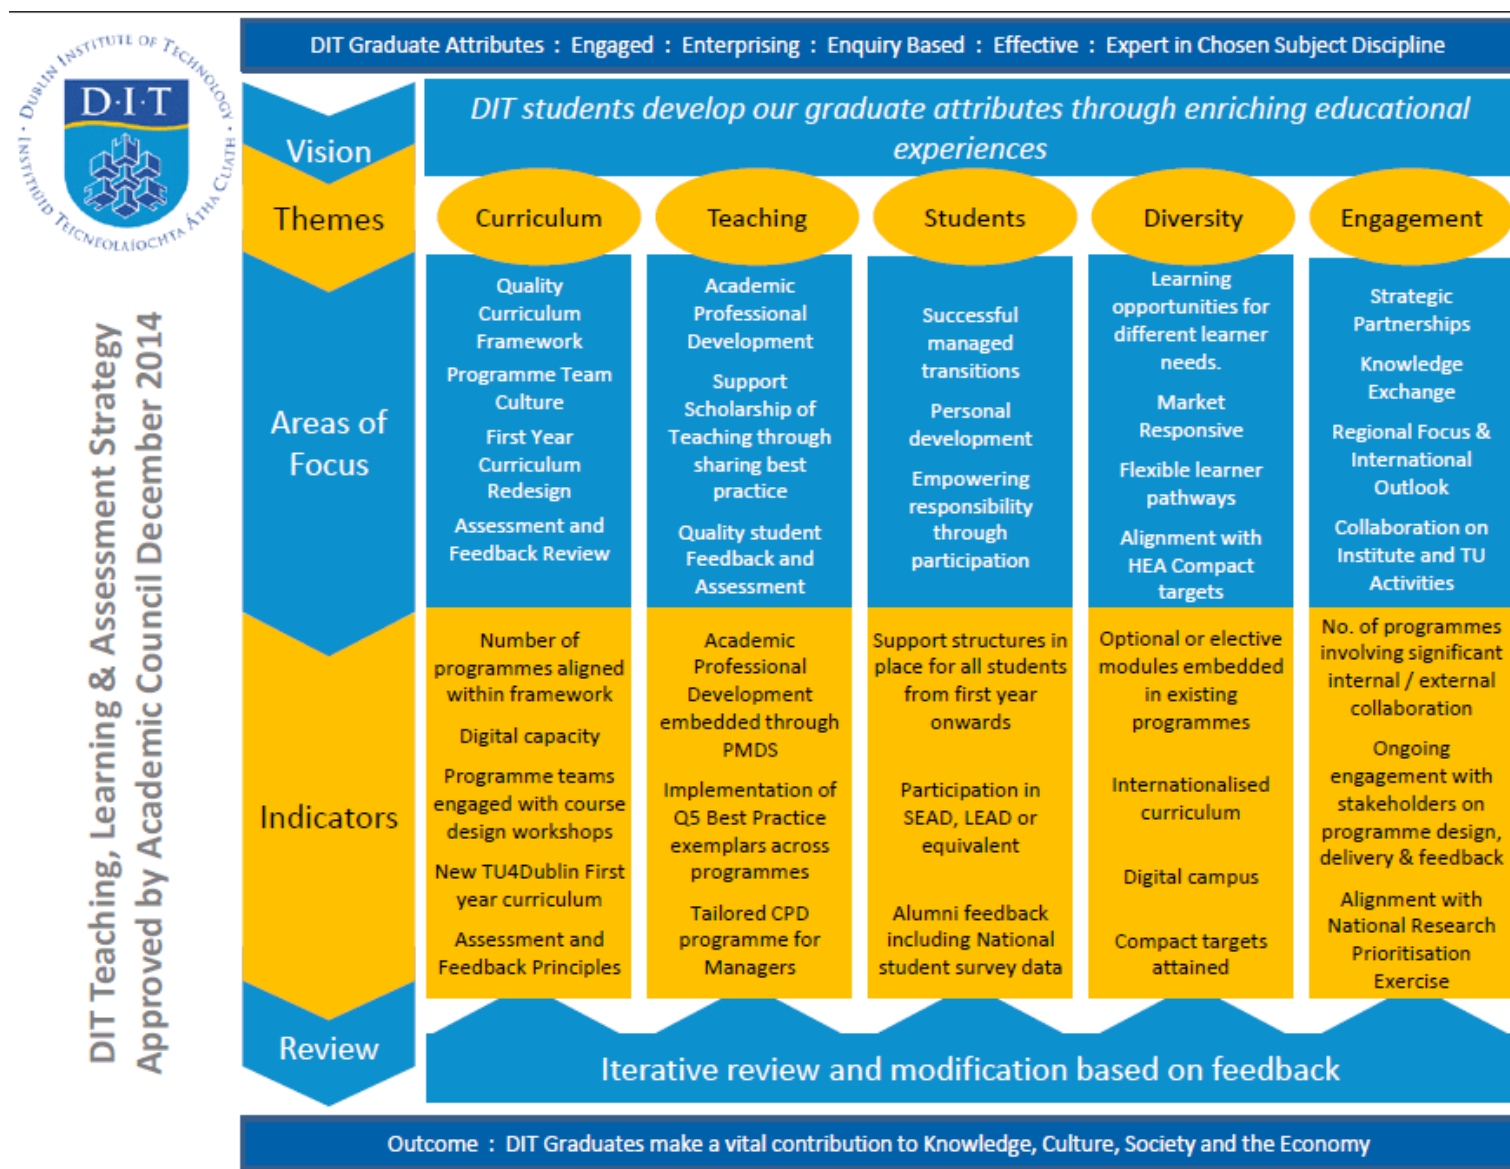 DIT Graduate Attributes : Engaged : Enterprising : Enquiry Based : Effective : Expert in Chosen Subject Discipline
DUBLIN INSTITUTE OF TECHNOLOGY · INSTITIÚID TEICNEOLAÍOCHTA ÁTHA CLIATH ·
D·I·T
DIT Teaching, Learning & Assessment Strategy
Approved by Academic Council December 2014
Vision
DIT students develop our graduate attributes through enriching educational
experiences
Themes
Curriculum
Teaching
Students
Diversity
Engagement
Areas of
Focus
Quality
Curriculum
Framework
Programme Team
Culture
First Year
Curriculum
Redesign
Assessment and
Feedback Review
Academic
Professional
Development
Support
Scholarship of
Teaching through
sharing best
practice
Quality student
Feedback and
Assessment
Successful
managed
transitions
Personal
development
Empowering
responsibility
through
participation
Learning
opportunities for
different learner
needs.
Market
Responsive
Flexible learner
pathways
Alignment with
HEA Compact
targets
Strategic
Partnerships
Knowledge
Exchange
Regional Focus &
International
Outlook
Collaboration on
Institute and TU
Activities
Indicators
Number of
programmes aligned
within framework
Digital capacity
Programme teams
engaged with course
design workshops
New TU4Dublin First
year curriculum
Assessment and
Feedback Principles
Academic
Professional
Development
embedded through
PMDS
Implementation of
Q5 Best Practice
exemplars across
programmes
Tailored CPD
programme for
Managers
Support structures in
place for all students
from first year
onwards
Participation in
SEAD, LEAD or
equivalent
Alumni feedback
including National
student survey data
Optional or elective
modules embedded
in existing
programmes
Internationalised
curriculum
Digital campus
Compact targets
attained
No. of programmes
involving significant
internal / external
collaboration
Ongoing
engagement with
stakeholders on
programme design,
delivery & feedback
Alignment with
National Research
Prioritisation
Exercise
Review
Iterative review and modification based on feedback
Outcome : DIT Graduates make a vital contribution to Knowledge, Culture, Society and the Economy